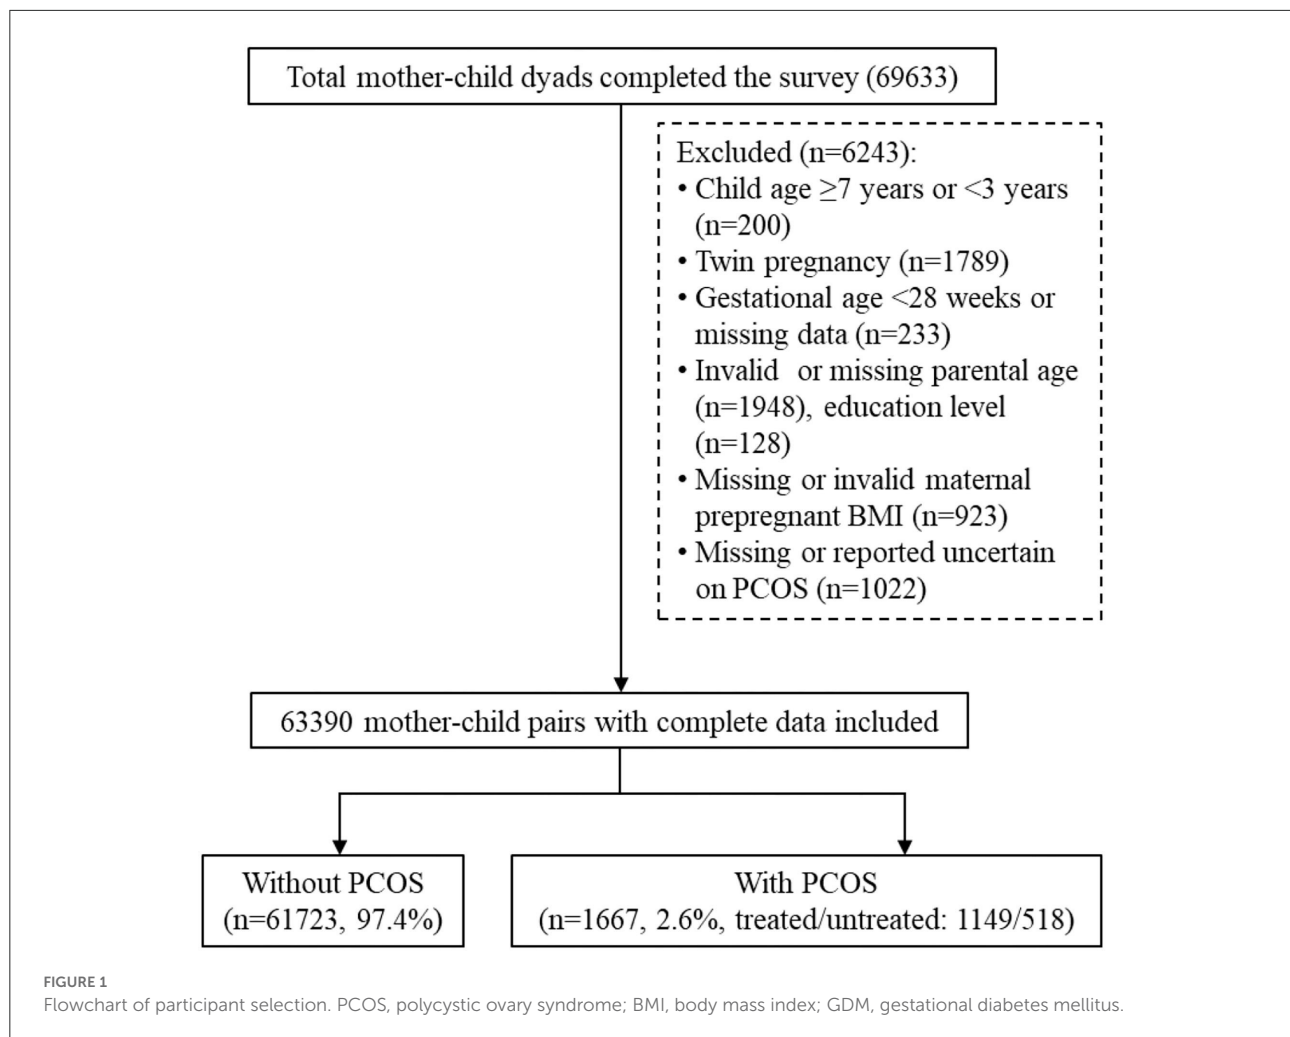 Total mother-child dyads completed the survey (69633)
Excluded (n=6243):
• Child age ≥7 years or <3 years
(n=200)
• Twin pregnancy (n=1789)
• Gestational age <28 weeks or
missing data (n=233)
• Invalid or missing parental age
(n=1948), education level
(n=128)
• Missing or invalid maternal
prepregnant BMI (n=923)
• Missing or reported uncertain
on PCOS (n=1022)
63390 mother-child pairs with complete data included
Without PCOS
(n=61723, 97.4%)
With PCOS
(n=1667, 2.6%, treated/untreated: 1149/518)
FIGURE 1
Flowchart of participant selection. PCOS, polycystic ovary syndrome; BMI, body mass index; GDM, gestational diabetes mellitus.